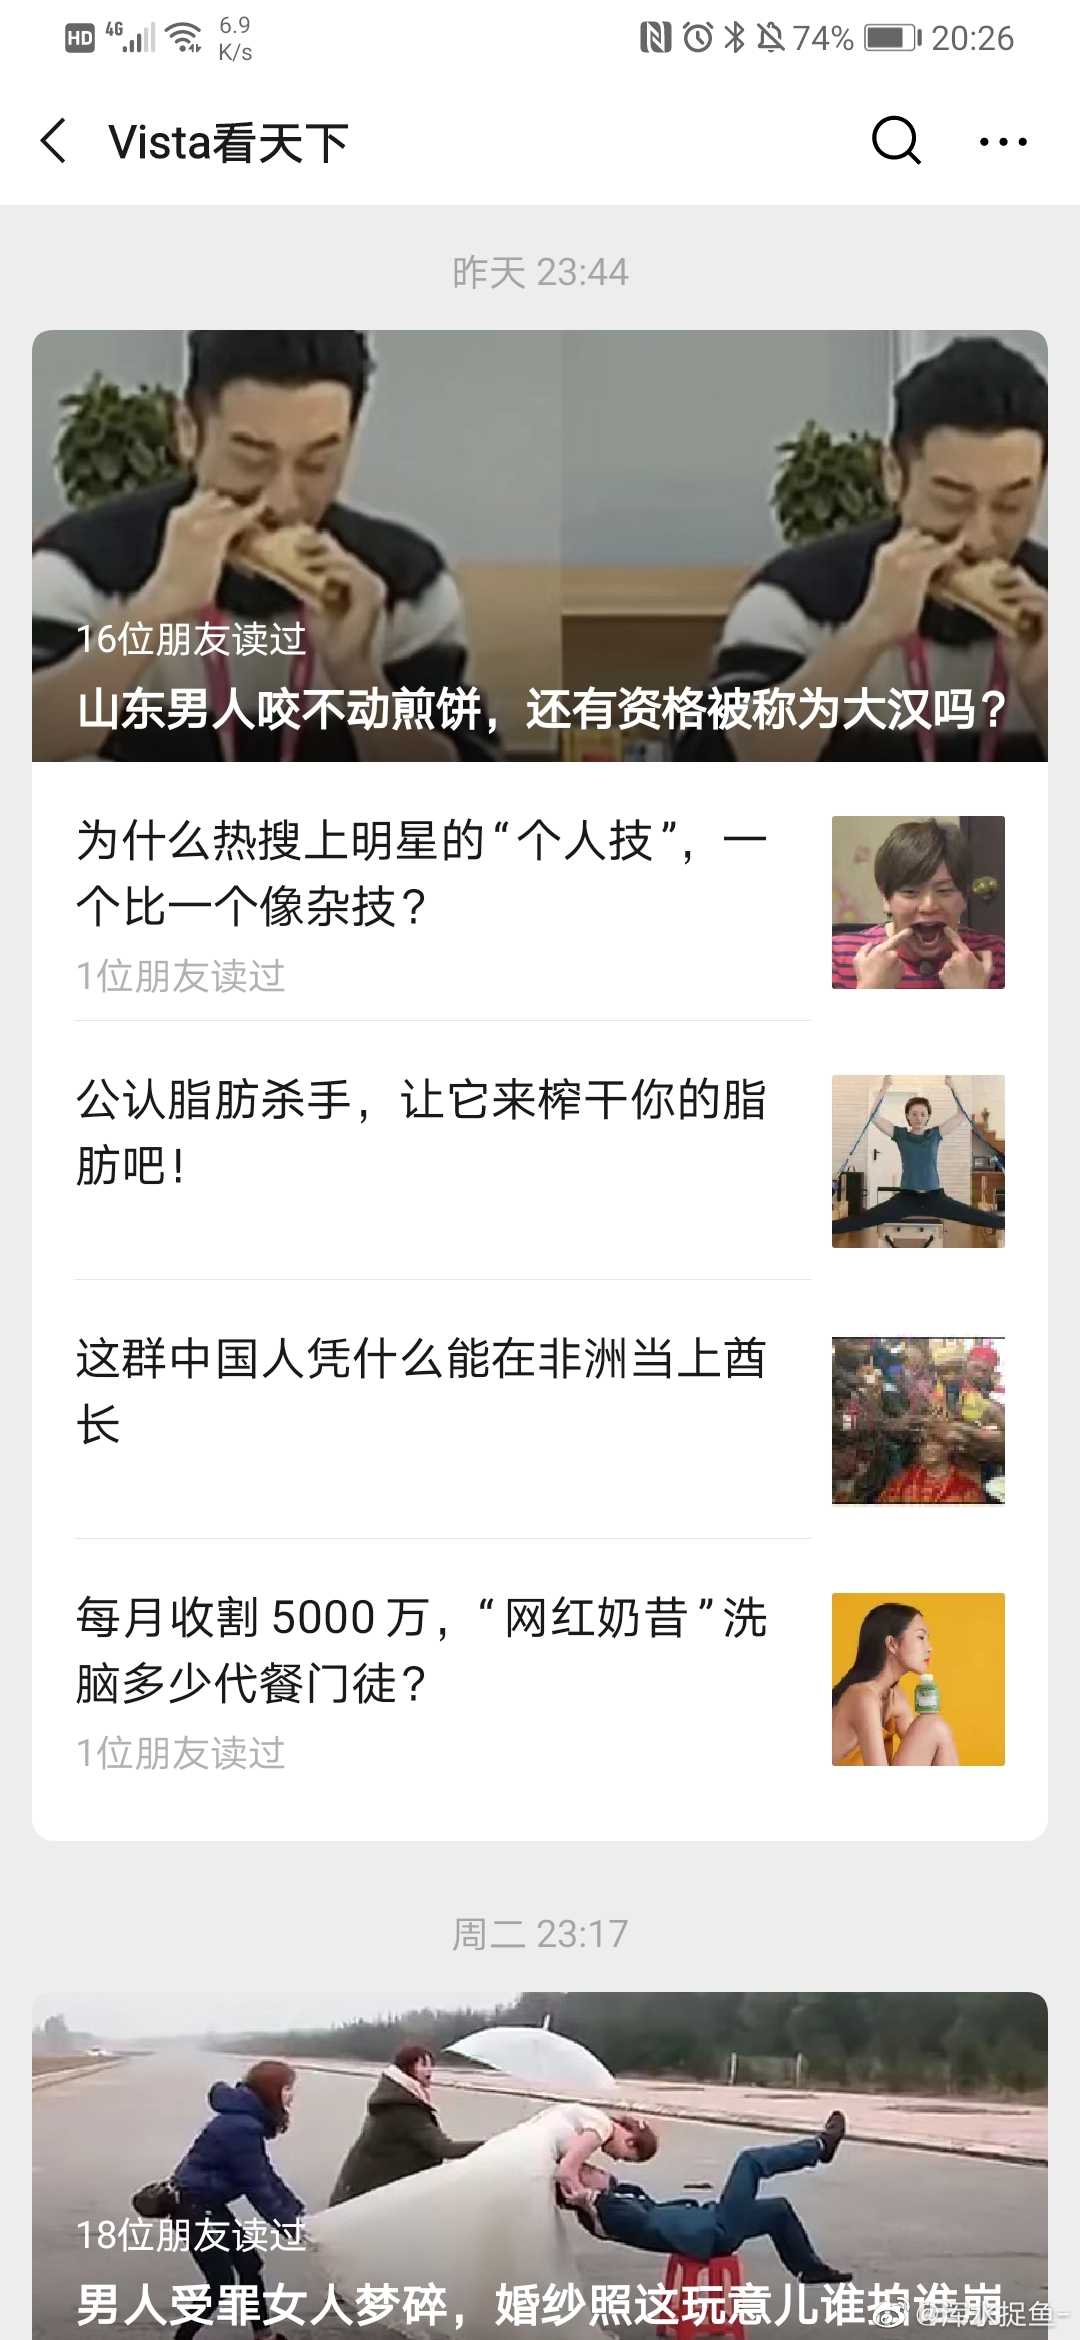 HD 4G 6.9 K/s 74% 20:26
Vista看天下
昨天 23:44
16位朋友读过
山东男人咬不动煎饼，还有资格被称为大汉吗？
为什么热搜上明星的“个人技”，一
个比一个像杂技？
1位朋友读过
公认脂肪杀手，让它来榨干你的脂
肪吧！
这群中国人凭什么能在非洲当上酋
长
每月收割 5000 万，“网红奶昔”洗
脑多少代餐门徒？
1位朋友读过
周二 23:17
18位朋友读过
男人受罪女人梦碎，婚纱照这玩意儿谁拍谁崩
@浑水捉鱼-